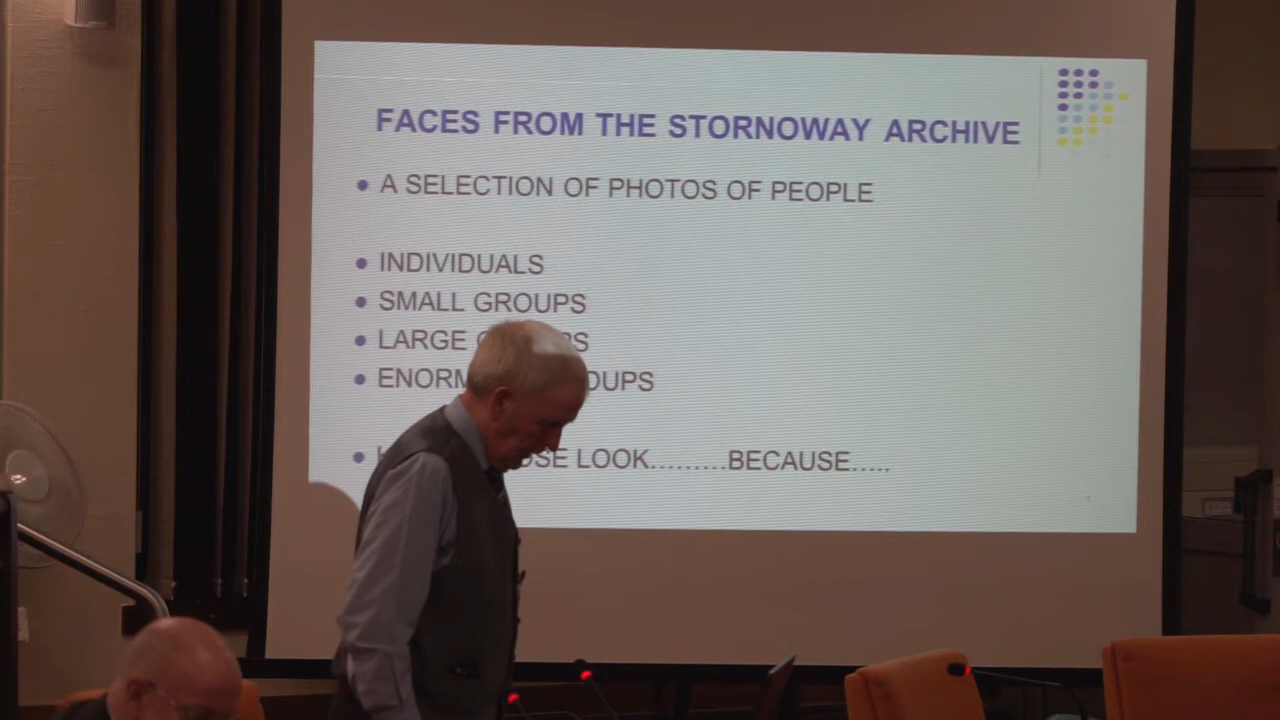 FACES FROM THE STORNOWAY ARCHIVE
• A SELECTION OF PHOTOS OF PEOPLE
• INDIVIDUALS
• SMALL GROUPS
• LARGE
• 
LOOK.........BECAUSE.....